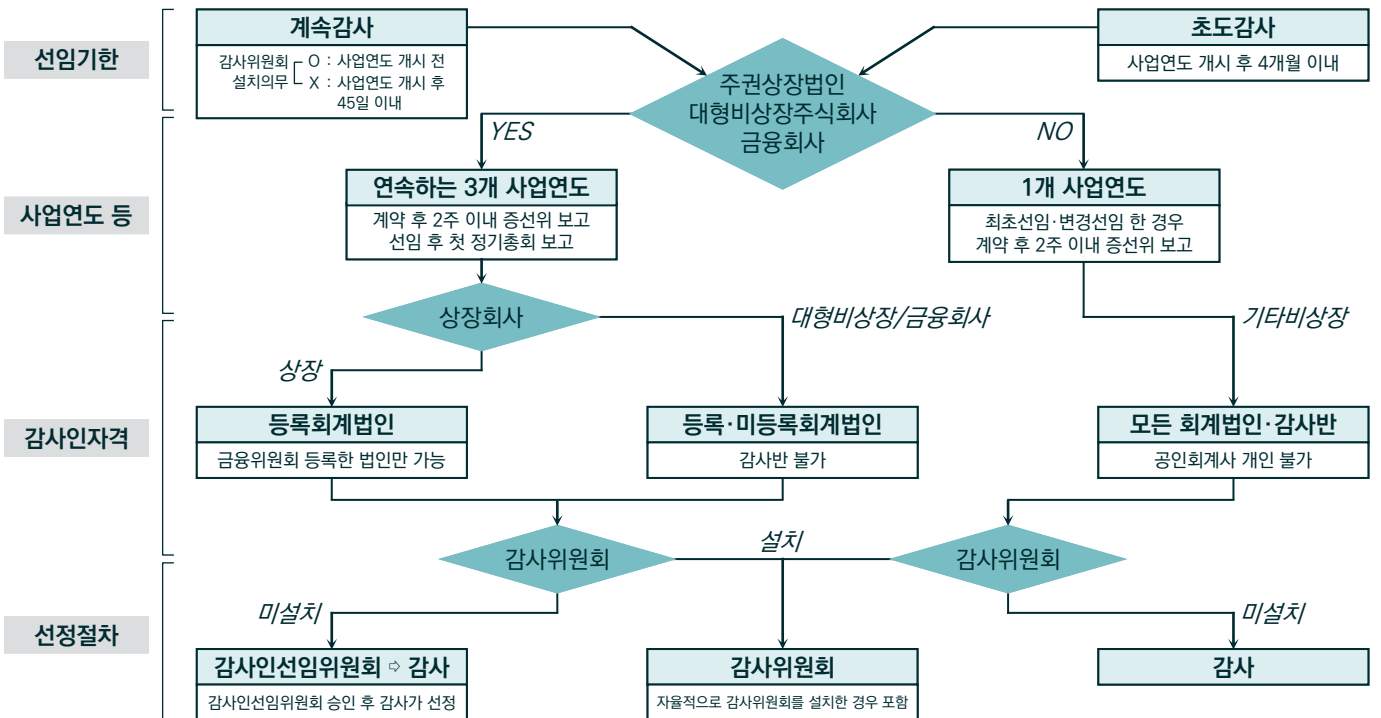 선임기한
계속감사
감사위원회 설치의무
O : 사업연도 개시 전
X : 사업연도 개시 후
45일 이내
초도감사
사업연도 개시 후 4개월 이내
주권상장법인
대형비상장주식회사
금융회사
YES
NO
사업연도 등
연속하는 3개 사업연도
계약 후 2주 이내 증선위 보고
선임 후 첫 정기총회 보고
1개 사업연도
최초선임·변경선임 한 경우
계약 후 2주 이내 증선위 보고
상장회사
대형비상장/금융회사
기타비상장
상장
감사인자격
등록회계법인
금융위원회 등록한 법인만 가능
등록·미등록회계법인
감사반 불가
모든 회계법인·감사반
공인회계사 개인 불가
감사위원회
설치
감사위원회
미설치
미설치
선정절차
감사인선임위원회 ⇨ 감사
감사인선임위원회 승인 후 감사가 선정
감사위원회
자율적으로 감사위원회를 설치한 경우 포함
감사